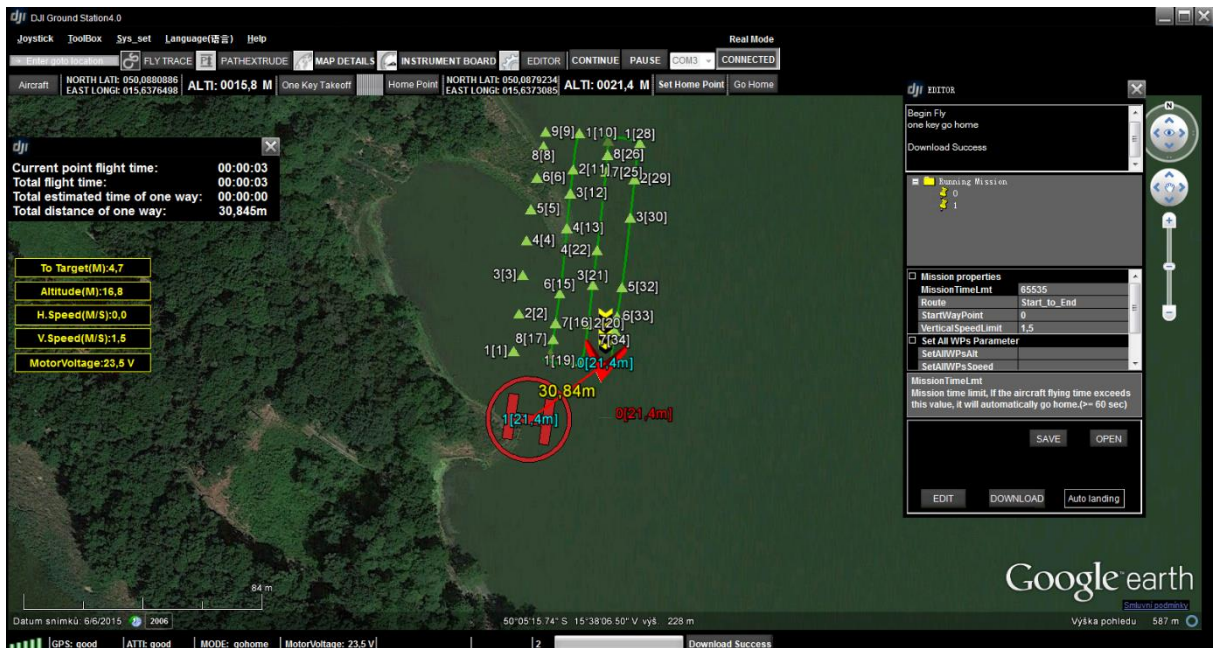 dji DJI Ground Station4.0
Joystick ToolBox Sys_set Language(语言) Help Real Mode
Enter goto location FLY TRACE PATHEXTRUDE MAP DETAILS INSTRUMENT BOARD EDITOR CONTINUE PAUSE COM3 CONNECTED
Aircraft NORTH LATI: 050,0880886 EAST LONGI: 015,6376498 ALTI: 0015,8 M One Key Takeoff Home Point NORTH LATI: 050,0879234 EAST LONGI: 015,6373085 ALTI: 0021,4 M Set Home Point Go Home
dji
Current point flight time: 00:00:03
Total flight time: 00:00:03
Total estimated time of one way: 00:00:00
Total distance of one way: 30,845m
To Target(M):4,7
Altitude(M):16,8
H.Speed(M/S):0,0
V.Speed(M/S):1,5
MotorVoltage:23,5 V
9[9] 1[10] 1[28]
8[8] 8[26]
6[6] 2[11] 7[25] 2[29]
3[12]
5[5] 3[30]
4[13]
4[4] 4[22]
3[3] 6[15] 3[21] 5[32]
2[2] 7[16] 2[20] 6[33]
8[17] 7[34]
1[1] 1[19] 0[21,4m]
30,84m
1[21,4m] 0[21,4m]
dji EDITOR
Begin Fly
one key go home
Download Success
Running Mission
0
1
Mission properties
MissionTimeLmt 65535
Route Start_to_End
StartWayPoint 0
VerticalSpeedLimit 1,5
Set All WPs Parameter
SetAllWPsAlt
SetAllWPsSpeed
MissionTimeLmt
Mission time limit, If the aircraft flying time exceeds
this value, it will automatically go home.(>= 60 sec)
SAVE OPEN
EDIT DOWNLOAD Auto landing
N
84 m
Google earth
Smluvní podmínky
Datum snímků: 6/6/2015 2006 50°05'15.74" S 15°38'06.50" V výš. 228 m Výška pohledu 587 m
GPS: good ATTI: good MODE: gohome MotorVoltage: 23,5 V 2 Download Success